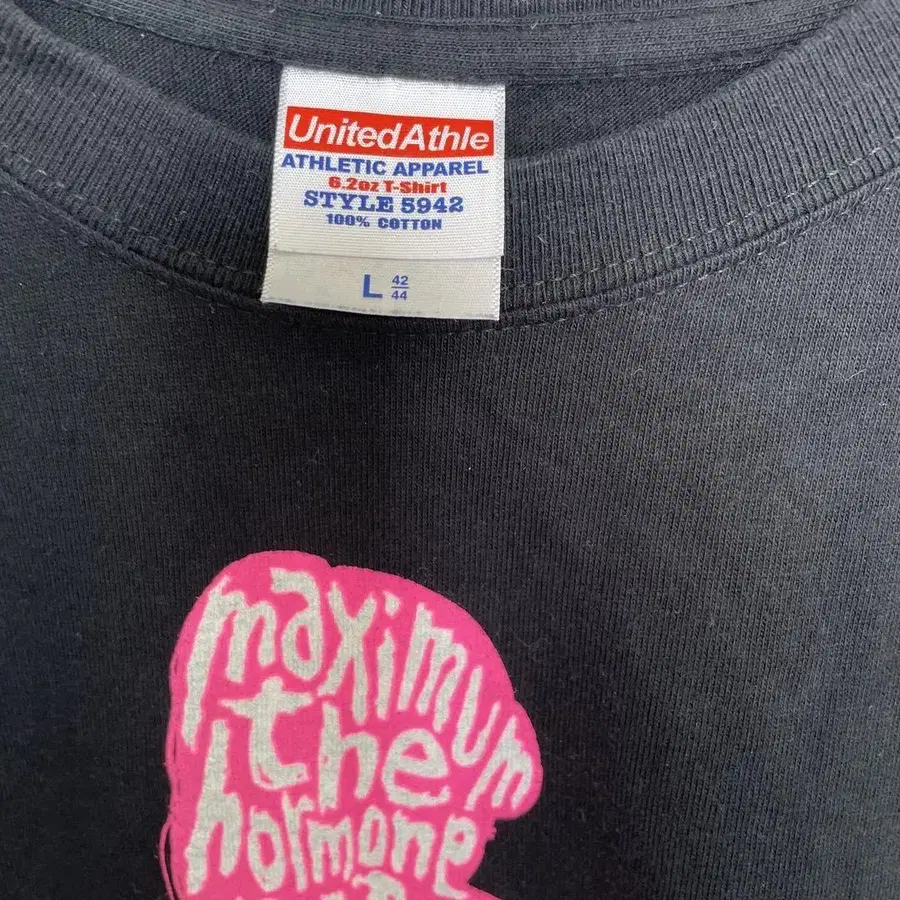 UnitedAthle
ATHLETIC APPAREL
6.2oz T-Shirt
STYLE 5942
100% COTTON
L 42/44
maximum
the
hormone